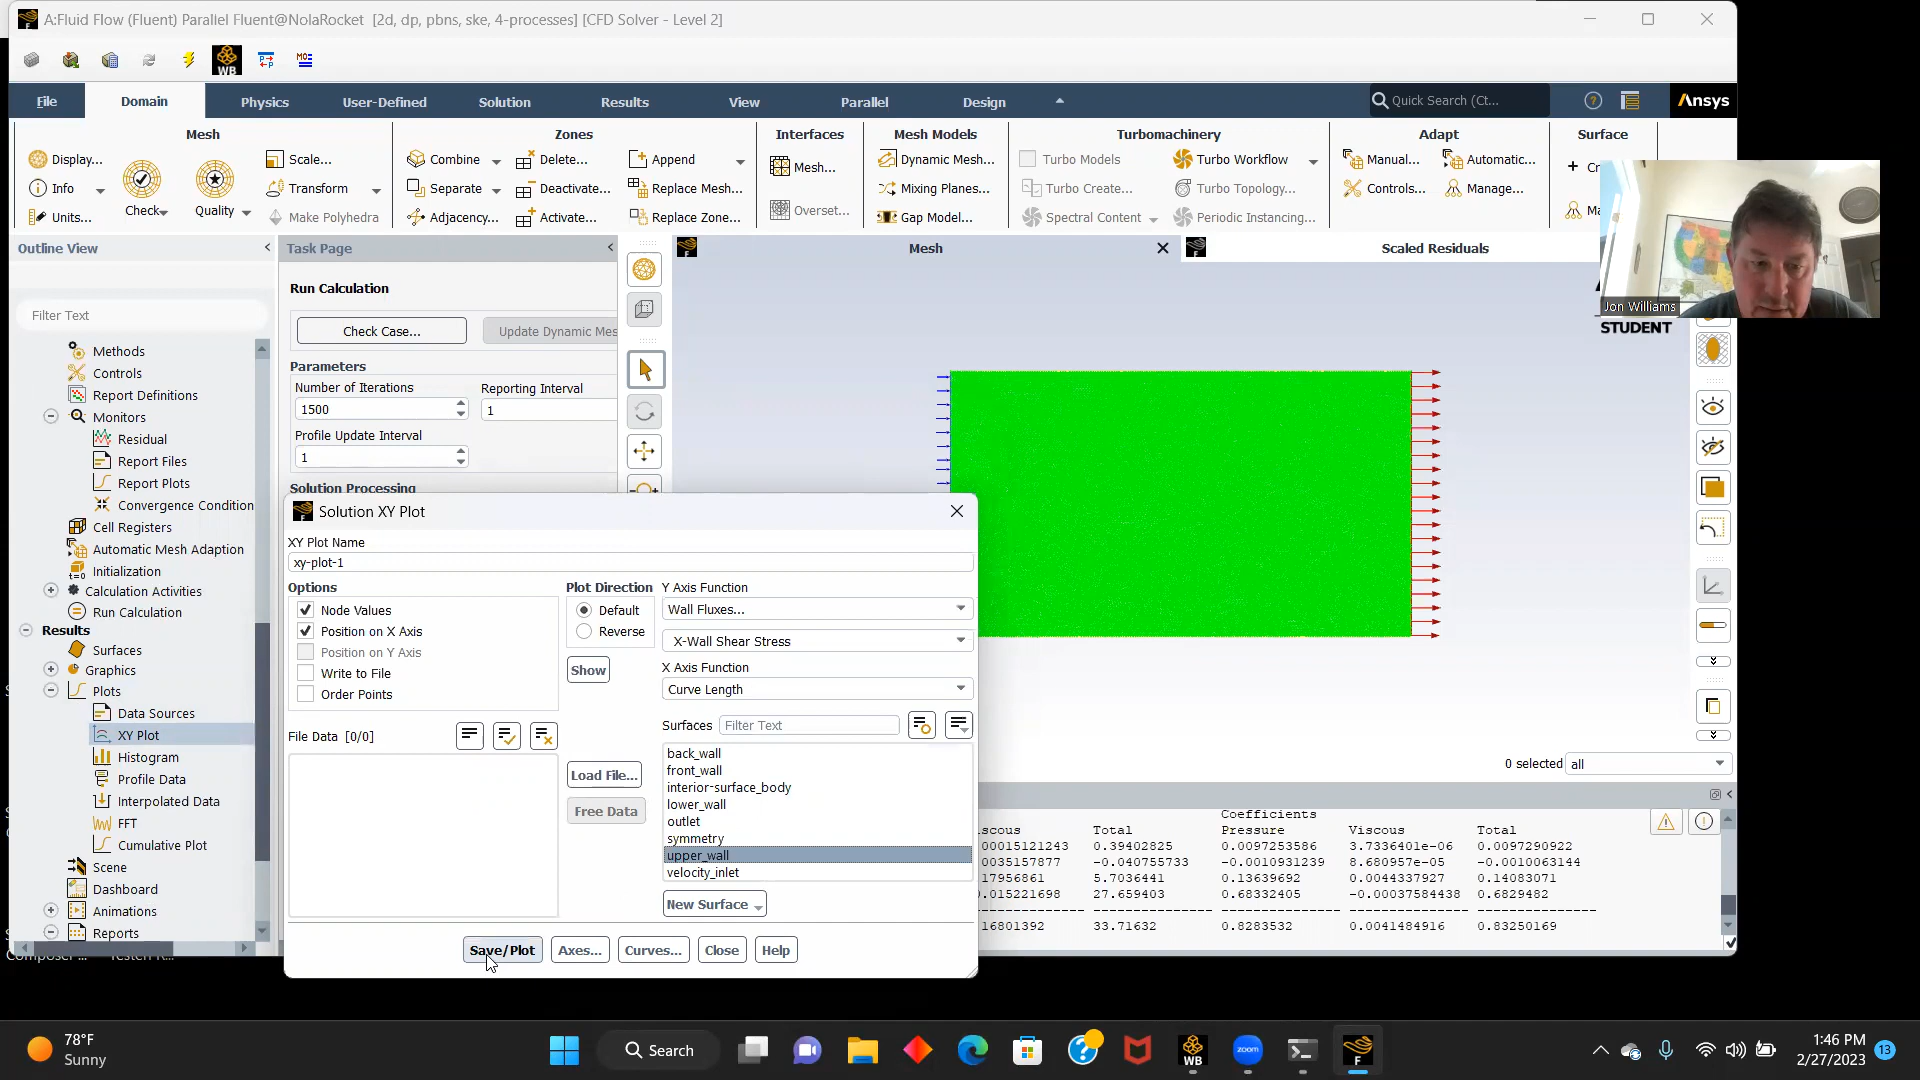 A:Fluid Flow (Fluent) Parallel Fluent@NolaRocket [2d, dp, pbns, ske, 4-processes] [CFD Solver - Level 2]
WB
File
Domain
Physics
User-Defined
Solution
Results
View
Parallel
Design
Quick Search (Ct...
Ansys
Mesh
Zones
Interfaces
Mesh Models
Turbomachinery
Adapt
Surface
Display...
Info
Units...
Check
Quality
Scale...
Transform
Make Polyhedra
Combine
Separate
Adjacency...
Delete...
Deactivate...
Activate...
Append
Replace Mesh...
Replace Zone...
Mesh...
Overset...
Dynamic Mesh...
Mixing Planes...
Gap Model...
Turbo Models
Turbo Create...
Spectral Content
Turbo Workflow
Turbo Topology...
Periodic Instancing...
Manual...
Controls...
Automatic...
Manage...
Outline View
Filter Text
Methods
Controls
Report Definitions
Monitors
Residual
Report Files
Report Plots
Convergence Condition
Cell Registers
Automatic Mesh Adaption
Initialization
Calculation Activities
Run Calculation
Results
Surfaces
Graphics
Plots
Data Sources
XY Plot
Histogram
Profile Data
Interpolated Data
FFT
Cumulative Plot
Scene
Dashboard
Animations
Reports
Task Page
Run Calculation
Check Case...
Update Dynamic Mes
Parameters
Number of Iterations
1500
Reporting Interval
1
Profile Update Interval
1
Solution Processing
Mesh
Scaled Residuals
STUDENT
Jon Williams
Solution XY Plot
XY Plot Name
xy-plot-1
Options
Node Values
Position on X Axis
Position on Y Axis
Write to File
Order Points
Plot Direction
Default
Reverse
Show
Y Axis Function
Wall Fluxes...
X-Wall Shear Stress
X Axis Function
Curve Length
File Data [0/0]
Load File...
Free Data
Surfaces
Filter Text
back_wall
front_wall
interior-surface_body
lower_wall
outlet
symmetry
upper_wall
velocity_inlet
New Surface
Save/Plot
Axes...
Curves...
Close
Help
0 selected
all
Coefficients
scous Total Pressure Viscous Total
00015121243 0.39402825 0.0097253586 3.7336401e-06 0.0097290922
0035157877 -0.040755733 -0.0010931239 8.680957e-05 -0.0010063144
17956861 5.7036441 0.13639692 0.0044337927 0.14083071
015221698 27.659403 0.68332405 -0.00037584438 0.6829482
16801392 33.71632 0.8283532 0.0041484916 0.83250169
78°F
Sunny
Search
WB
zoom
1:46 PM
2/27/2023
13